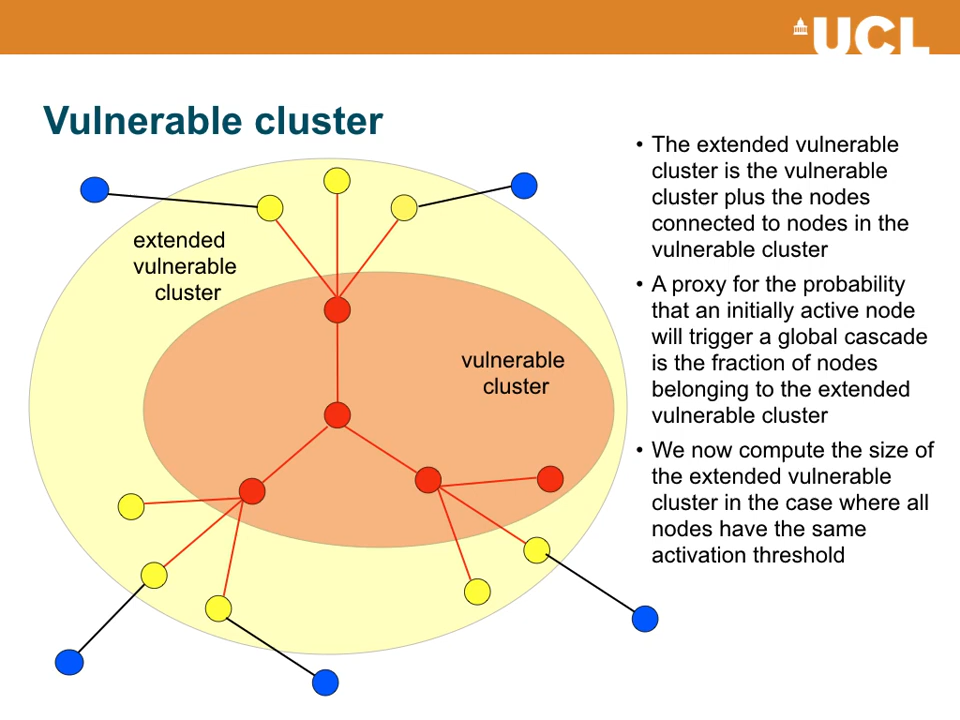 UCL
Vulnerable cluster
extended
vulnerable
cluster
vulnerable
cluster
• The extended vulnerable
cluster is the vulnerable
cluster plus the nodes
connected to nodes in the
vulnerable cluster
• A proxy for the probability
that an initially active node
will trigger a global cascade
is the fraction of nodes
belonging to the extended
vulnerable cluster
• We now compute the size of
the extended vulnerable
cluster in the case where all
nodes have the same
activation threshold